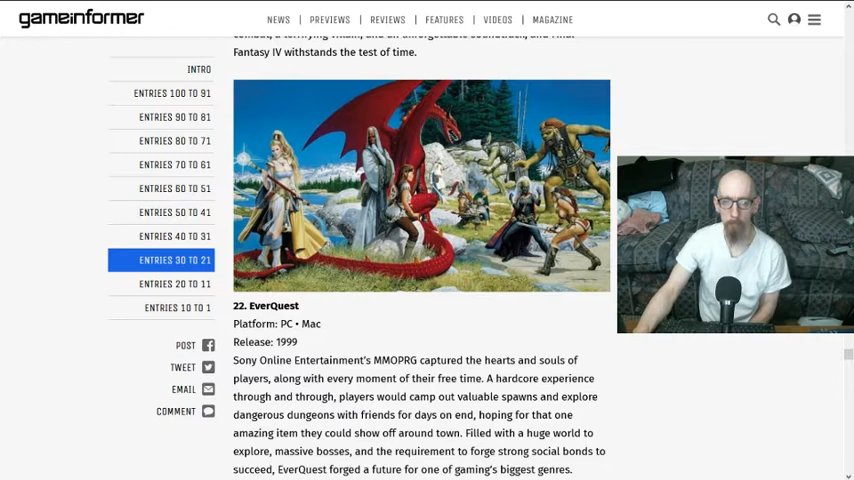 gameinformer
NEWS | PREVIEWS | REVIEWS | FEATURES | VIDEOS | MAGAZINE
Fantasy IV withstands the test of time.
INTRO
ENTRIES 100 TO 91
ENTRIES 90 TO 81
ENTRIES 80 TO 71
ENTRIES 70 TO 61
ENTRIES 60 TO 51
ENTRIES 50 TO 41
ENTRIES 40 TO 31
ENTRIES 30 TO 21
ENTRIES 20 TO 11
ENTRIES 10 TO 1
POST
TWEET
EMAIL
COMMENT
22. EverQuest
Platform: PC • Mac
Release: 1999
Sony Online Entertainment's MMOPRG captured the hearts and souls of
players, along with every moment of their free time. A hardcore experience
through and through, players would camp out valuable spawns and explore
dangerous dungeons with friends for days on end, hoping for that one
amazing item they could show off around town. Filled with a huge world to
explore, massive bosses, and the requirement to forge strong social bonds to
succeed, EverQuest forged a future for one of gaming's biggest genres.